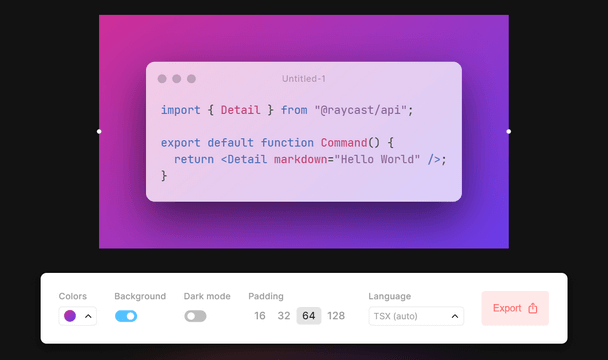 Untitled-1
import { Detail } from "@raycast/api";
export default function Command() {
  return <Detail markdown="Hello World" />;
}
Colors
Background
Dark mode
Padding
16 32 64 128
Language
TSX (auto)
Export